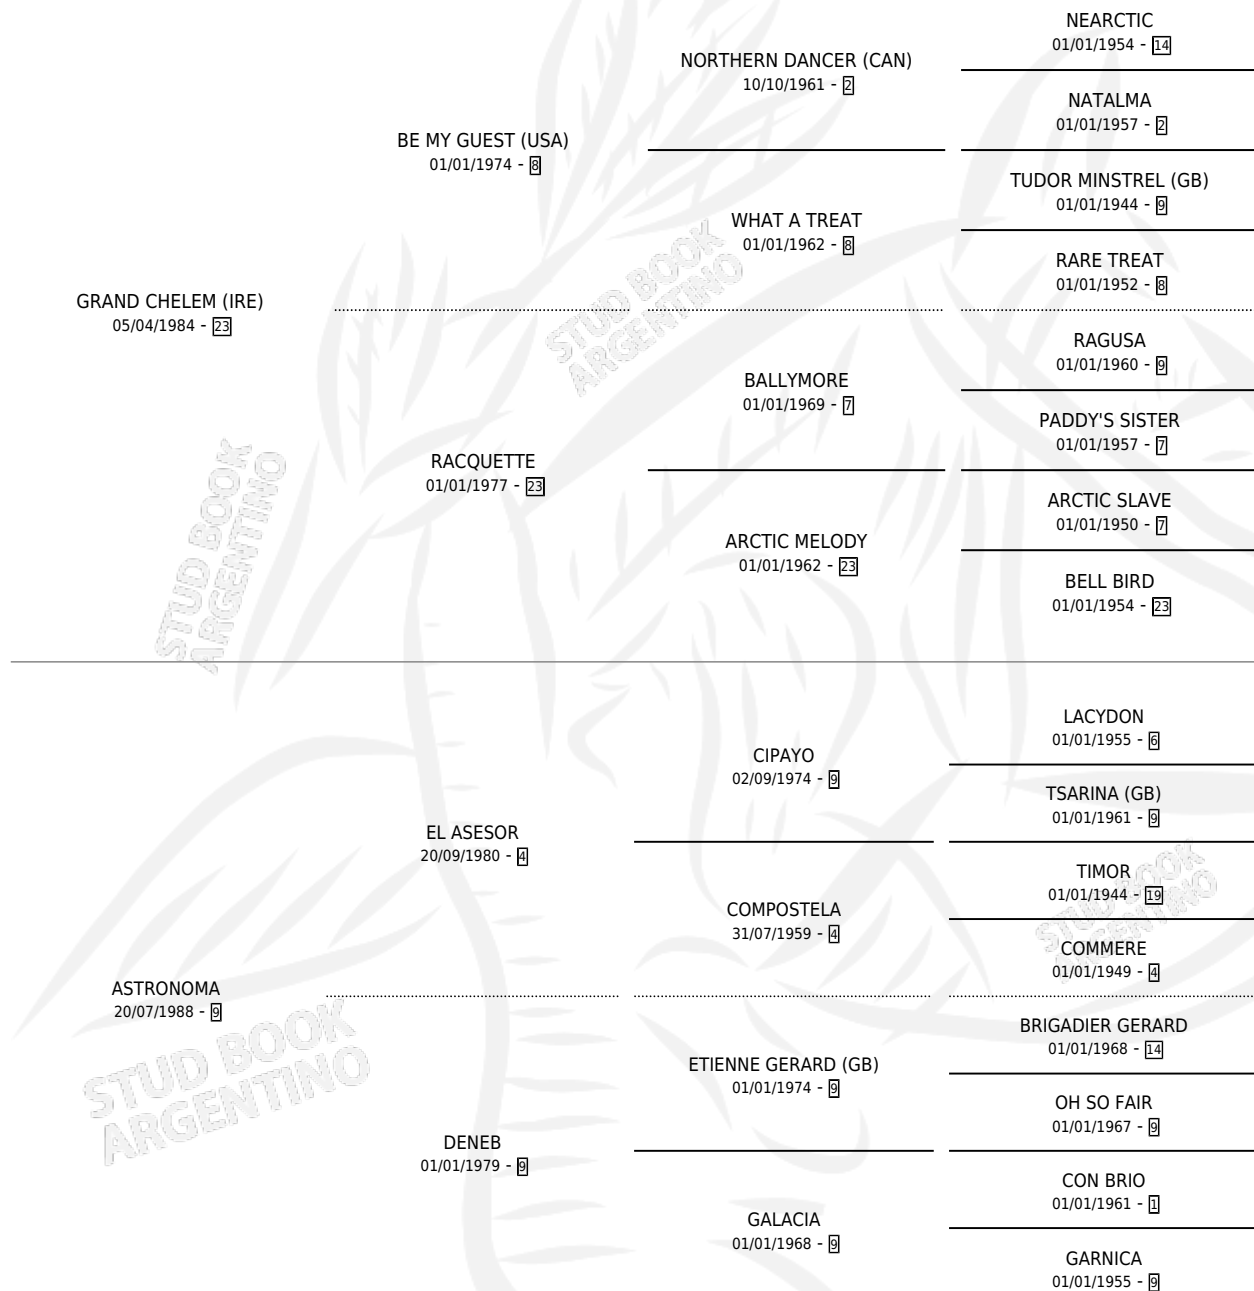 NEARCTIC
01/01/1954 - 14
NORTHERN DANCER (CAN)
10/10/1961 - 2
NATALMA
01/01/1957 - 2
BE MY GUEST (USA)
01/01/1974 - 8
TUDOR MINSTREL (GB)
01/01/1944 - 9
WHAT A TREAT
01/01/1962 - 8
RARE TREAT
01/01/1952 - 8
STUD BOOK
ARGENTINO
GRAND CHELEM (IRE)
05/04/1984 - 23
RAGUSA
01/01/1960 - 9
BALLYMORE
01/01/1969 - 7
PADDY'S SISTER
01/01/1957 - 7
RACQUETTE
01/01/1977 - 23
ARCTIC SLAVE
01/01/1950 - 7
ARCTIC MELODY
01/01/1962 - 23
BELL BIRD
01/01/1954 - 23
STUD BOOK
ARGENTINO
LACYDON
01/01/1955 - 6
CIPAYO
02/09/1974 - 9
TSARINA (GB)
01/01/1961 - 9
EL ASESOR
20/09/1980 - 4
TIMOR
01/01/1944 - 19
COMPOSTELA
31/07/1959 - 4
COMMERE
01/01/1949 - 4
STUD BOOK
ARGENTINO
ASTRONOMA
20/07/1988 - 9
BRIGADIER GERARD
01/01/1968 - 14
ETIENNE GERARD (GB)
01/01/1974 - 9
OH SO FAIR
01/01/1967 - 9
STUD BOOK
ARGENTINO
DENEB
01/01/1979 - 9
CON BRIO
01/01/1961 - 1
GALACIA
01/01/1968 - 9
GARNICA
01/01/1955 - 9